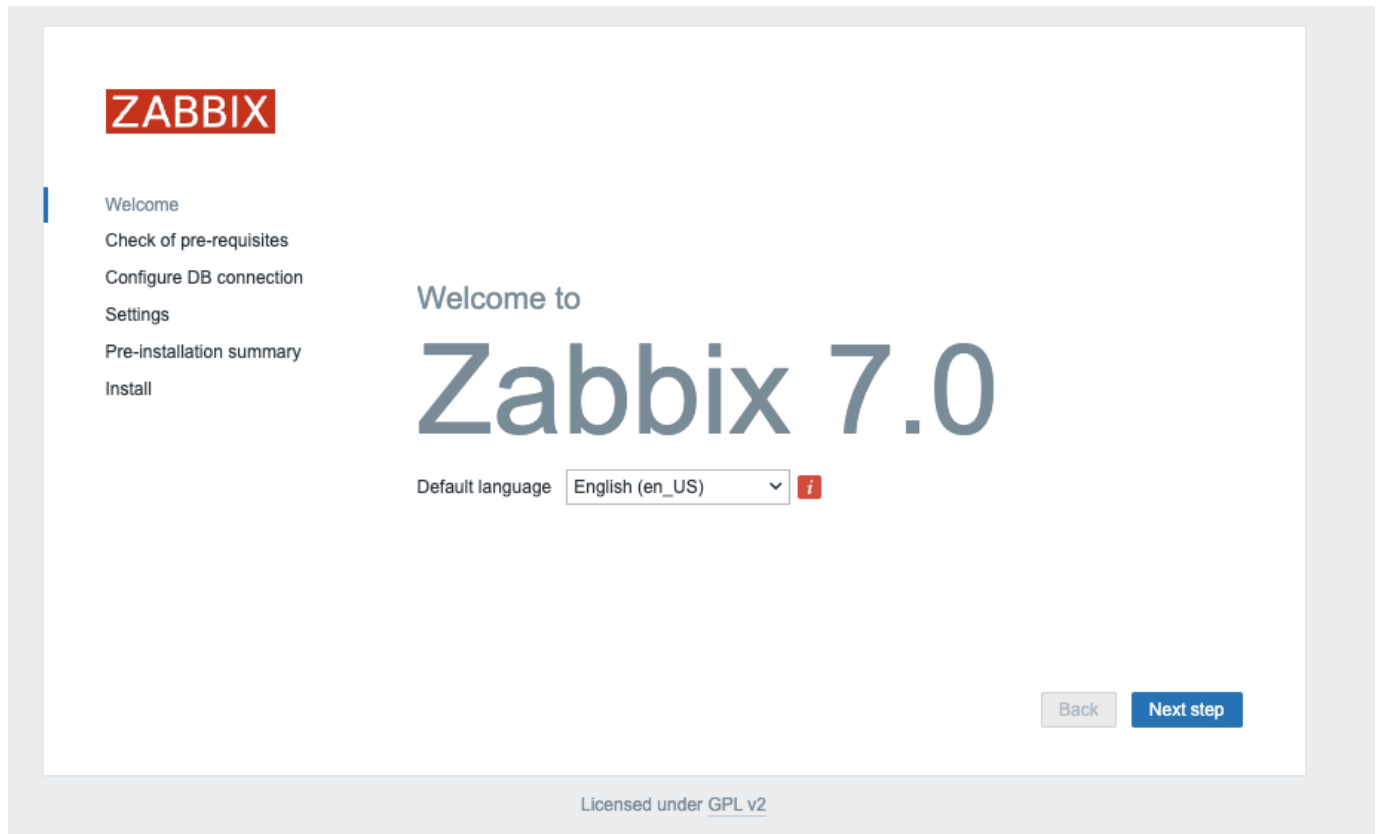 ZABBIX
Welcome
Check of pre-requisites
Configure DB connection
Settings
Pre-installation summary
Install
Welcome to
Zabbix 7.0
Default language English (en_US) i
Back Next step
Licensed under GPL v2